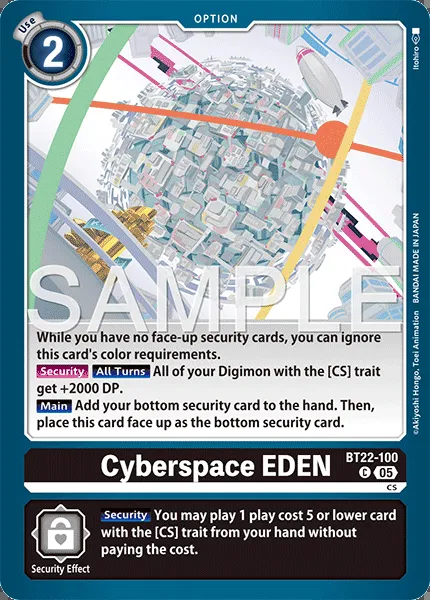 OPTION
Use
2
Itohiro
©Akiyoshi Hongo, Toei Animation BANDAI MADE IN JAPAN
SAMPLE
While you have no face-up security cards, you can ignore
this card's color requirements.
Security All Turns All of your Digimon with the [CS] trait
get +2000 DP.
Main Add your bottom security card to the hand. Then,
place this card face up as the bottom security card.
Cyberspace EDEN
BT22-100
C 05
CS
Security You may play 1 play cost 5 or lower card
with the [CS] trait from your hand without
paying the cost.
Security Effect